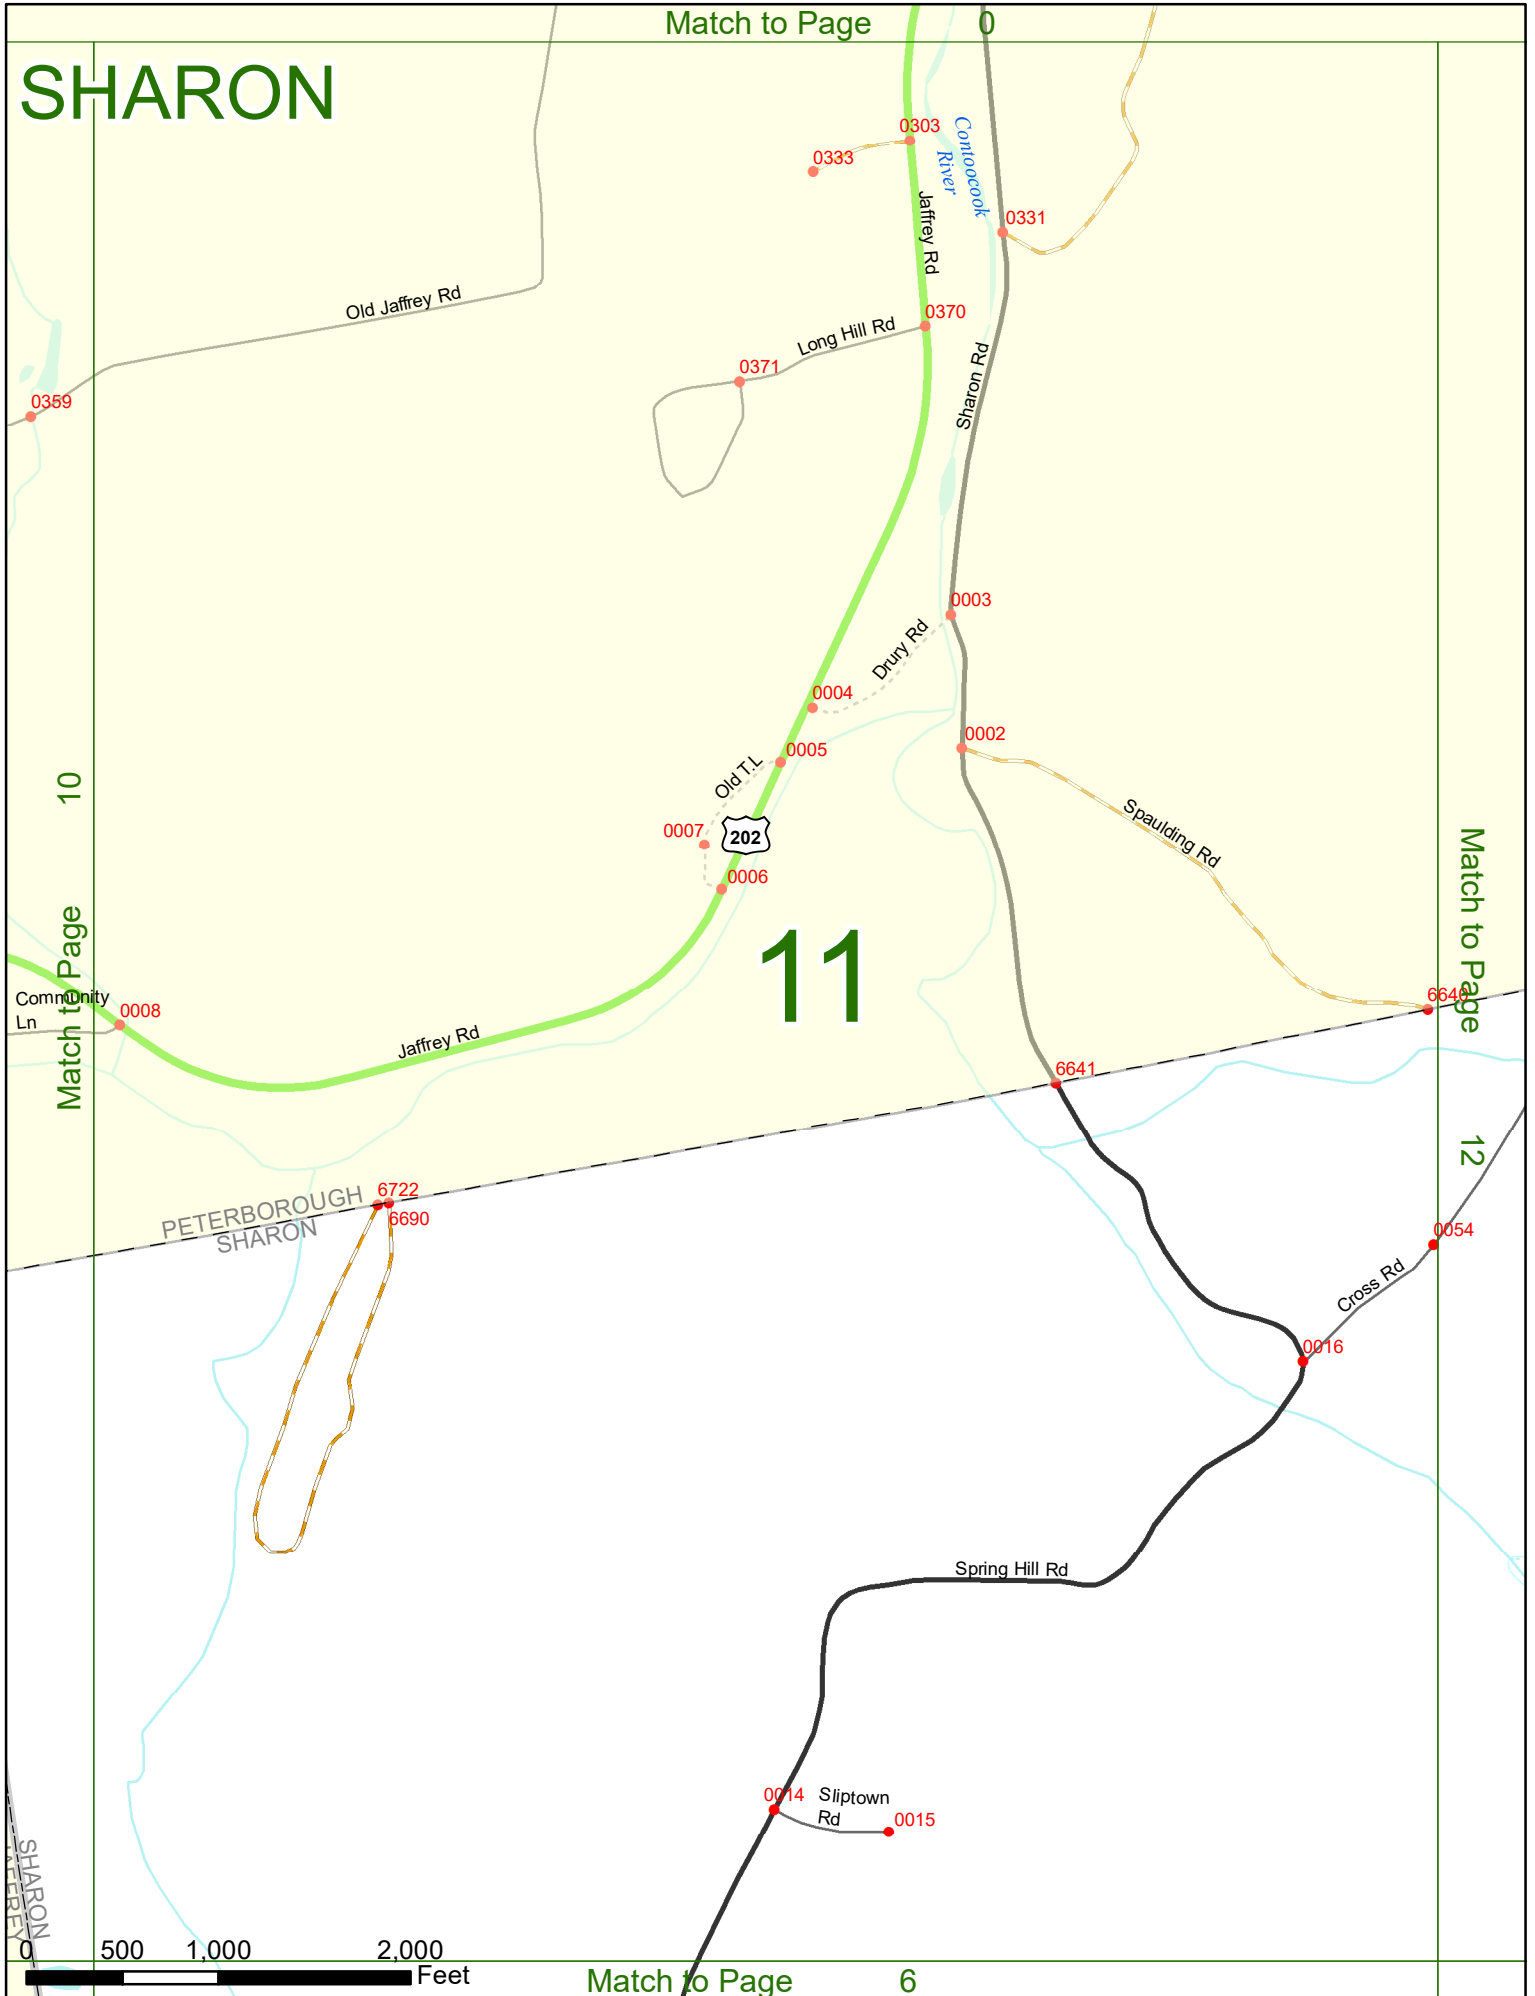 Match to Page 0
SHARON
0303
Contoocook
River
0333
Jaffrey Rd
0331
Old Jaffrey Rd
0370
Long Hill Rd
Sharon Rd
0371
0359
0003
Drury Rd
0004
0002
0005
Old T.L
10
Match to Page
Spaulding Rd
0007
202
Match to Page
12
0006
11
Community
Ln
0008
6640
Jaffrey Rd
6641
6722
PETERBOROUGH
SHARON
6690
0054
Cross Rd
0016
Spring Hill Rd
0014
Sliptown
Rd
0015
SHARON
JAFFREY
0 500 1,000 2,000
Feet
Match to Page 6